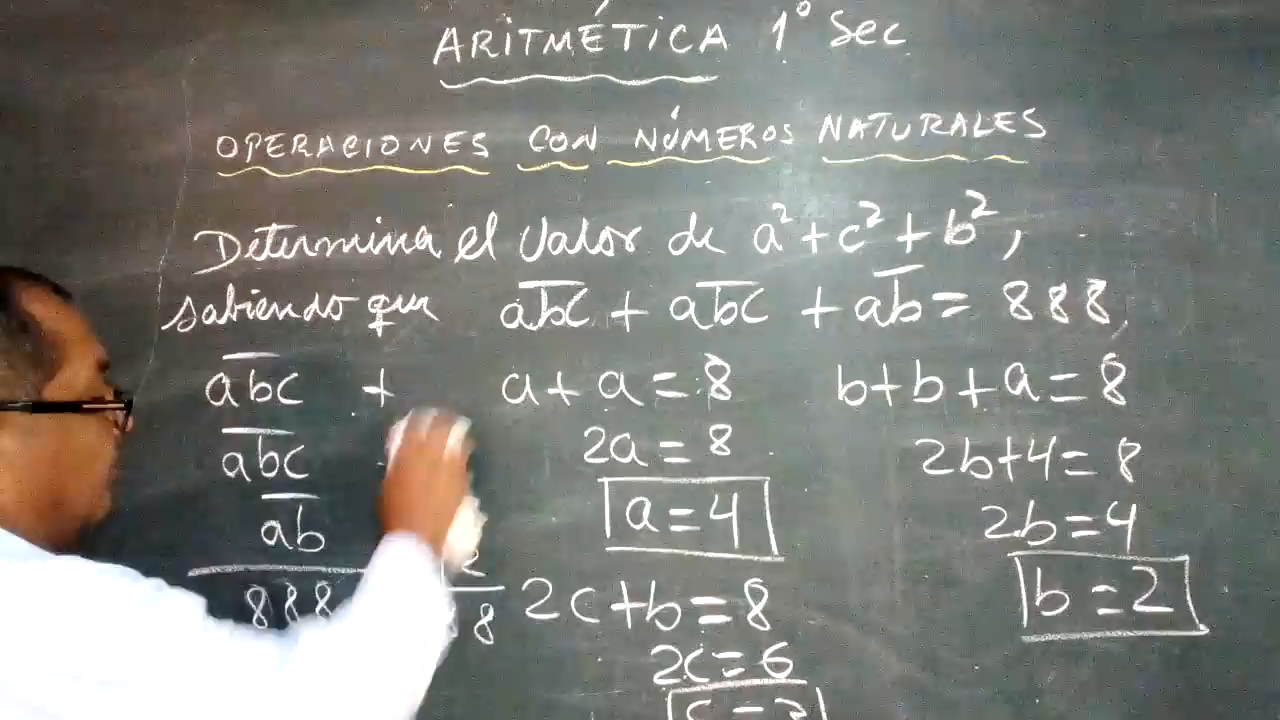 ARITMÉTICA 1° Sec
OPERACIONES CON NÚMEROS NATURALES
Determina el valor de a² + c² + b²,
sabiendo que abc + abc + ab = 888,
abc +
abc
ab
888
8
a + a = 8
2a = 8
a = 4
2c + b = 8
2c = 6
b + b + a = 8
2b + 4 = 8
2b = 4
b = 2